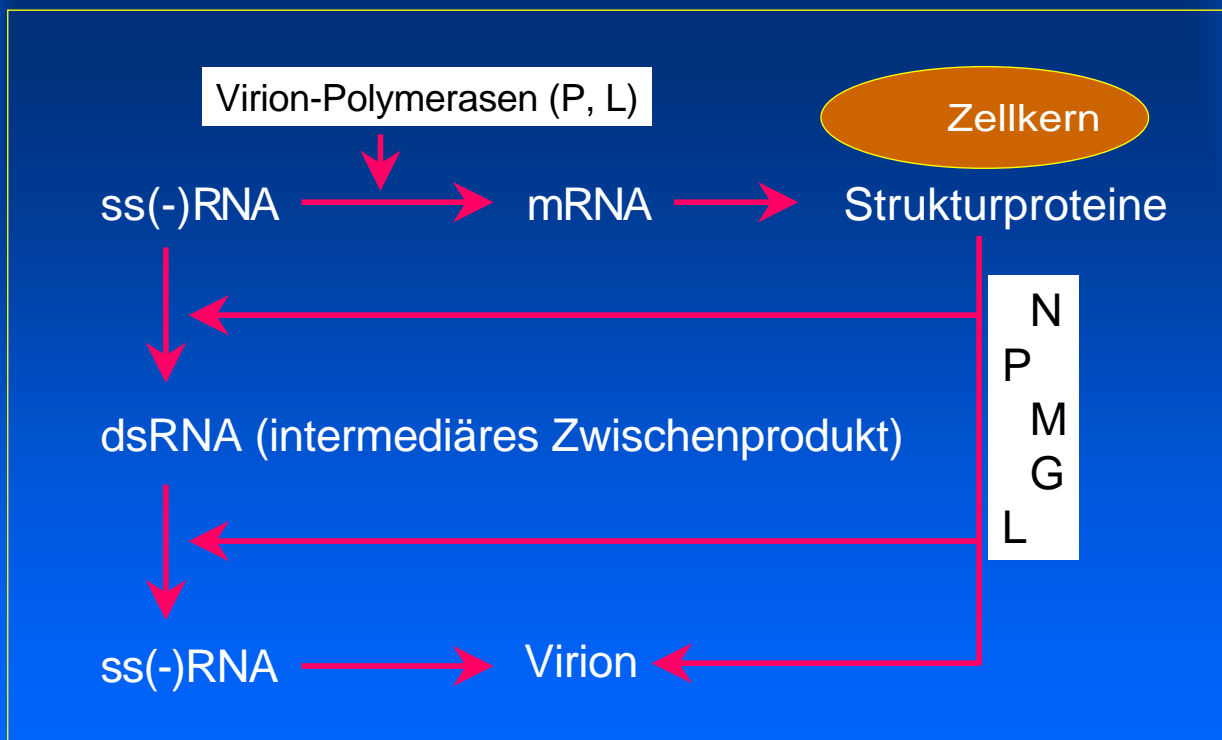 Virion-Polymerasen (P, L)
Zellkern
ss(-)RNA
mRNA
Strukturproteine
N
P
M
G
L
dsRNA (intermediäres Zwischenprodukt)
ss(-)RNA
Virion